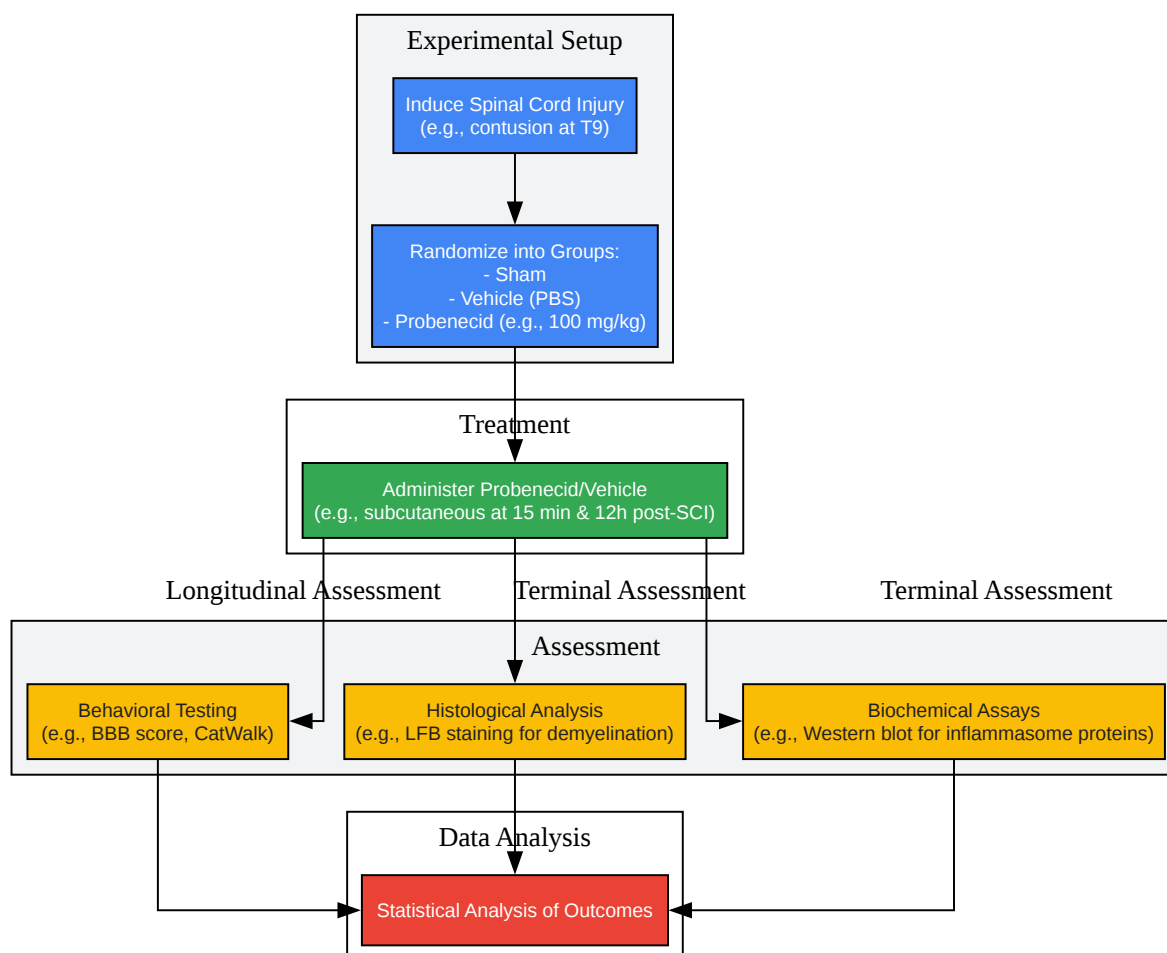 Experimental Setup
Induce Spinal Cord Injury
(e.g., contusion at T9)
Randomize into Groups:
- Sham
- Vehicle (PBS)
- Probenecid (e.g., 100 mg/kg)
Treatment
Administer Probenecid/Vehicle
(e.g., subcutaneous at 15 min & 12h post-SCI)
Longitudinal Assessment
Terminal Assessment
Terminal Assessment
Assessment
Behavioral Testing
(e.g., BBB score, CatWalk)
Histological Analysis
(e.g., LFB staining for demyelination)
Biochemical Assays
(e.g., Western blot for inflammasome proteins)
Data Analysis
Statistical Analysis of Outcomes